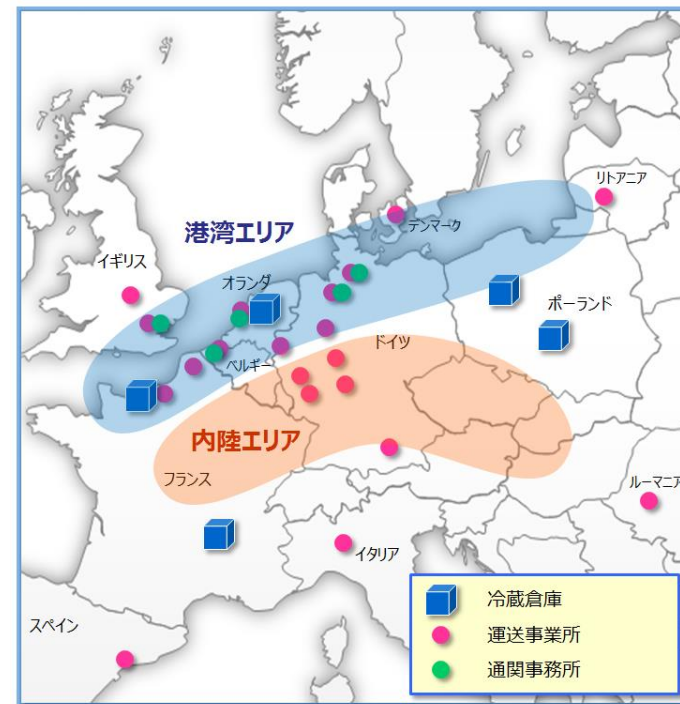 リトアニア
デンマーク
港湾エリア
イギリス
オランダ
ポーランド
ドイツ
ベルギー
内陸エリア
フランス
ルーマニア
イタリア
スペイン
冷蔵倉庫
運送事業所
通関事務所